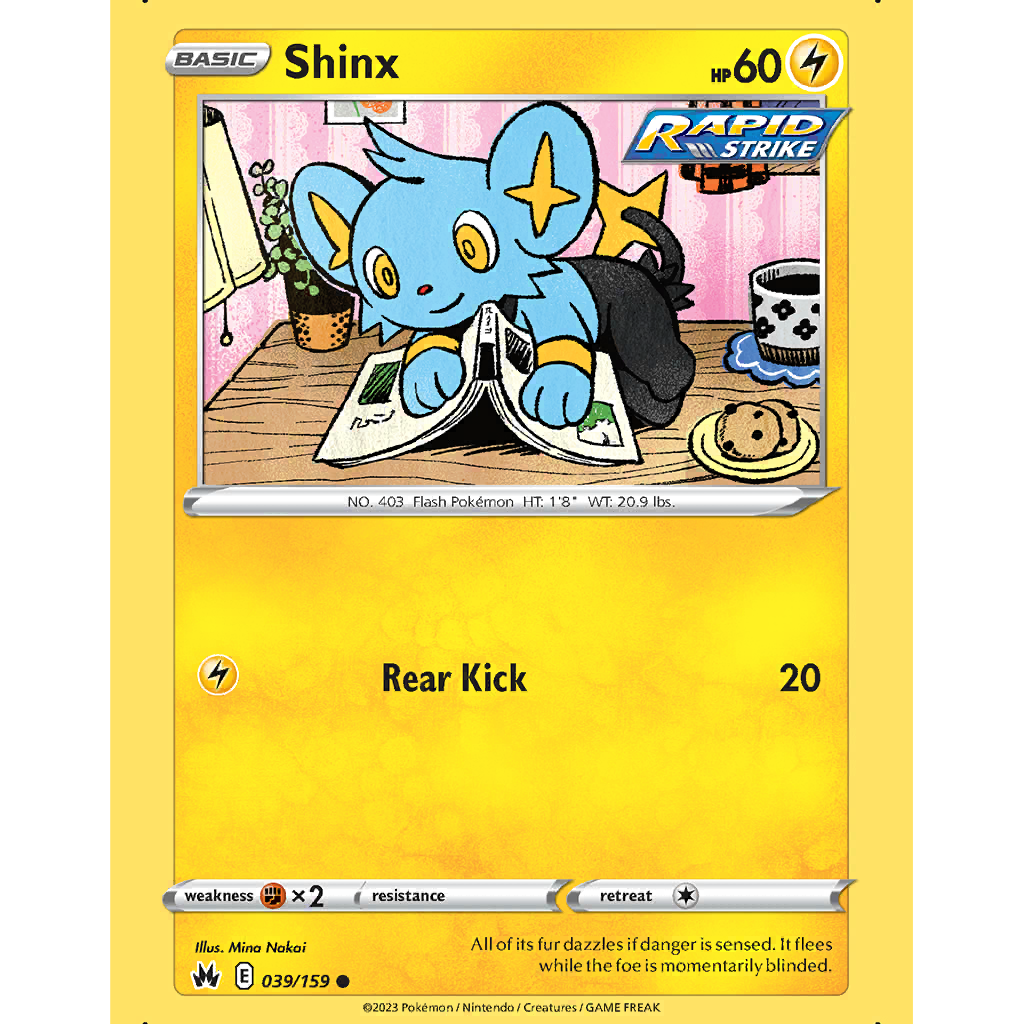 BASIC Shinx HP 60
RAPID
STRIKE
NO. 403 Flash Pokémon HT: 1'8" WT: 20.9 lbs.
Rear Kick 20
weakness ×2 resistance retreat
Illus. Mina Nakai
All of its fur dazzles if danger is sensed. It flees
while the foe is momentarily blinded.
E 039/159
©2023 Pokémon / Nintendo / Creatures / GAME FREAK